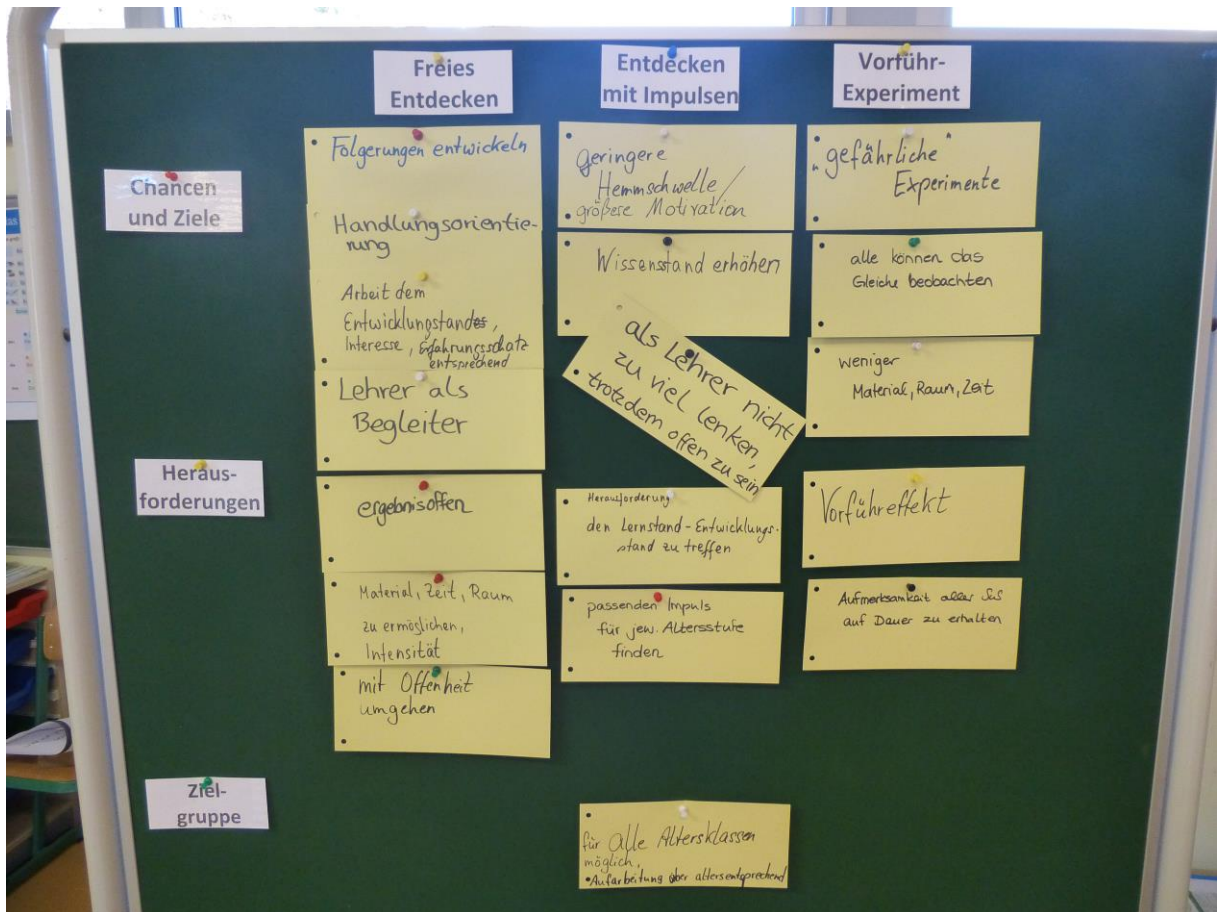 Freies
Entdecken
Entdecken
mit Impulsen
Vorführ-
Experiment
Chancen
und Ziele
Folgerungen entwickeln
Handlungsorientie-
rung
Arbeit dem
Entwicklungstandes,
Interesse, Erfahrungsschatz
entsprechend
Lehrer als
Begleiter
geringere
Hemmschwelle/
größere Motivation
Wissensstand erhöhen
als Lehrer nicht
zu viel lenken,
trotzdem offen zu sein
„gefährliche“
Experimente
alle können das
Gleiche beobachten
weniger
Material, Raum, Zeit
Heraus-
forderungen
ergebnisoffen
Material, Zeit, Raum
zu ermöglichen,
Intensität
mit Offenheit
umgehen
Herausforderung
den Lernstand-Entwicklungs-
stand zu treffen
passenden Impuls
für jew. Altersstufe
finden
Vorführeffekt
Aufmerksamkeit aller SuS
auf Dauer zu erhalten
Ziel-
gruppe
für alle Altersklassen
möglich,
Aufarbeitung aber altersentsprechend